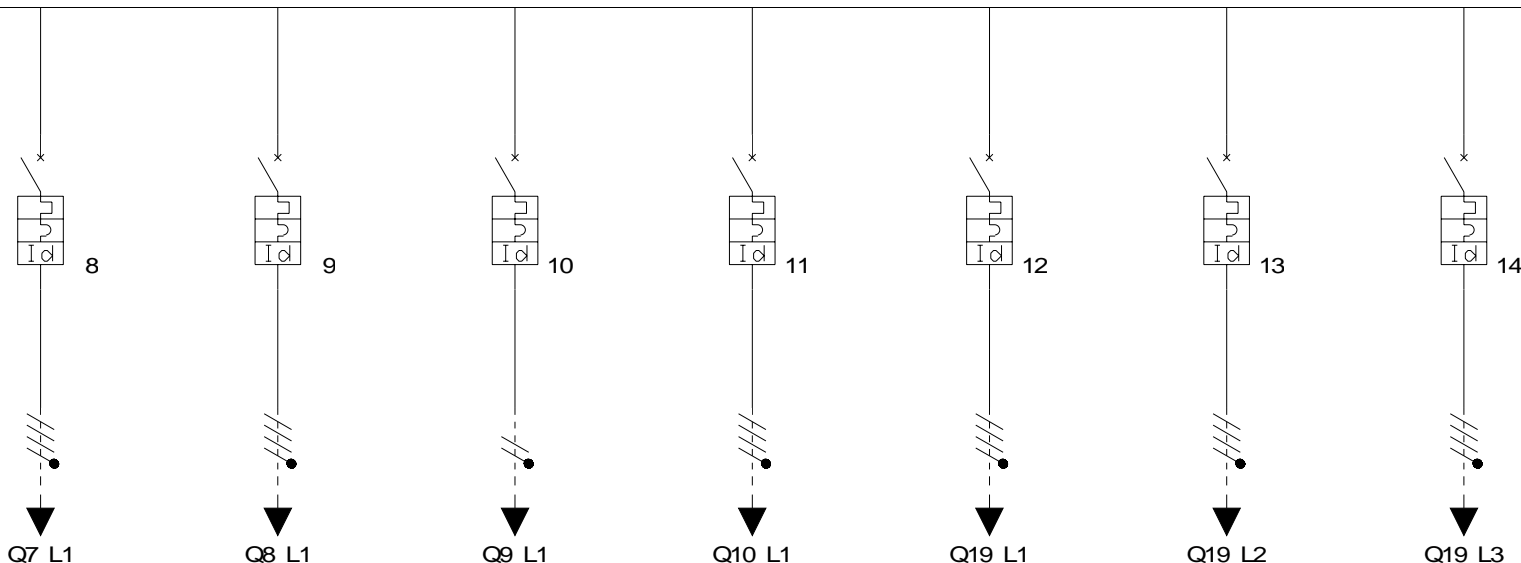 Id Id Id Id Id Id Id
8 9 10 11 12 13 14
Q7 L1 Q8 L1 Q9 L1 Q10 L1 Q19 L1 Q19 L2 Q19 L3